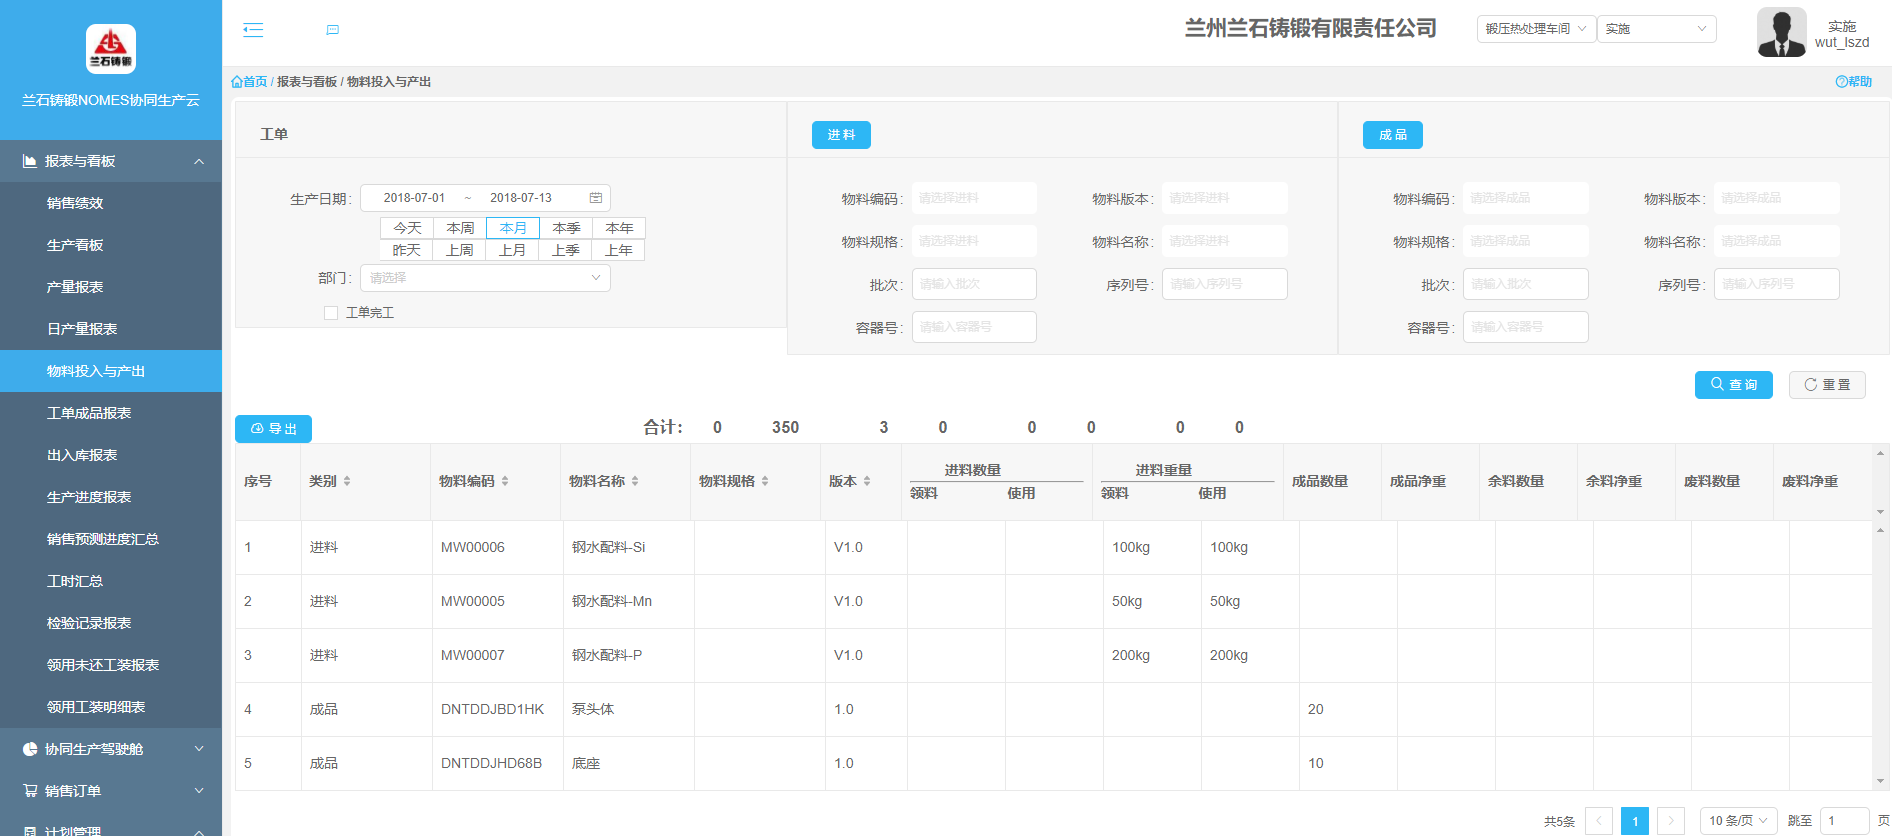 兰石铸锻
兰石铸锻NOMES协同生产云
报表与看板
销售绩效
生产看板
产量报表
日产量报表
物料投入与产出
工单成品报表
出入库报表
生产进度报表
销售预测进度汇总
工时汇总
检验记录报表
领用未还工装报表
领用工装明细表
协同生产驾驶舱
销售订单
计划管理
兰州兰石铸锻有限责任公司
锻压热处理车间 实施
实施
wut_lszd
首页 / 报表与看板 / 物料投入与产出
帮助
工单
生产日期: 2018-07-01 ~ 2018-07-13
今天 本周 本月 本季 本年
昨天 上周 上月 上季 上年
部门: 请选择
工单完工
进料
物料编码: 请选择进料 物料版本: 请选择进料
物料规格: 请选择进料 物料名称: 请选择进料
批次: 请输入批次 序列号: 请输入序列号
容器号: 请输入容器号
成品
物料编码: 请选择成品 物料版本: 请选择成品
物料规格: 请选择成品 物料名称: 请选择成品
批次: 请输入批次 序列号: 请输入序列号
容器号: 请输入容器号
查询 重置
导出 合计: 0 350 3 0 0 0 0 0
序号 类别 物料编码 物料名称 物料规格 版本 进料数量 领料 使用 进料重量 领料 使用 成品数量 成品净重 余料数量 余料净重 废料数量 废料净重
1 进料 MW00006 钢水配料-Si V1.0 100kg 100kg
2 进料 MW00005 钢水配料-Mn V1.0 50kg 50kg
3 进料 MW00007 钢水配料-P V1.0 200kg 200kg
4 成品 DNTDDJBD1HK 泵头体 1.0 20
5 成品 DNTDDJHD68B 底座 1.0 10
共5条 1 10 条/页 跳至 1 页